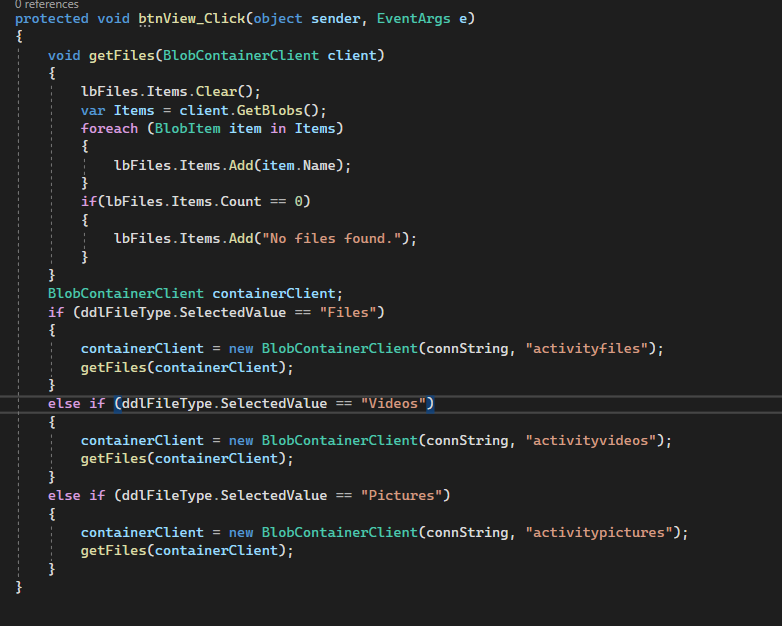 0 references
protected void btnView_Click(object sender, EventArgs e)
{
    void getFiles(BlobContainerClient client)
    {
        lbFiles.Items.Clear();
        var Items = client.GetBlobs();
        foreach (BlobItem item in Items)
        {
            lbFiles.Items.Add(item.Name);
        }
        if(lbFiles.Items.Count == 0)
        {
            lbFiles.Items.Add("No files found.");
        }
    }
    BlobContainerClient containerClient;
    if (ddlFileType.SelectedValue == "Files")
    {
        containerClient = new BlobContainerClient(connString, "activityfiles");
        getFiles(containerClient);
    }
    else if (ddlFileType.SelectedValue == "Videos")
    {
        containerClient = new BlobContainerClient(connString, "activityvideos");
        getFiles(containerClient);
    }
    else if (ddlFileType.SelectedValue == "Pictures")
    {
        containerClient = new BlobContainerClient(connString, "activitypictures");
        getFiles(containerClient);
    }
}